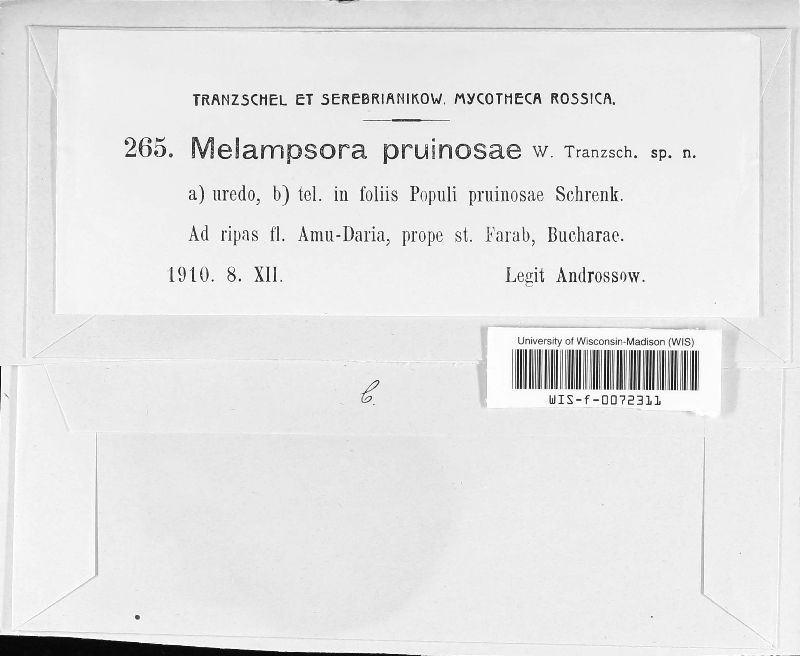 TRANZSCHEL ET SEREBRIANIKOW. MYCOTHECA ROSSICA.
265. Melampsora pruinosae W. Tranzsch. sp. n.
a) uredo, b) tel. in foliis Populi pruinosae Schrenk.
Ad ripas fl. Amu-Daria, prope st. Farab, Bucharae.
1910. 8. XII. Legit Androssow.
University of Wisconsin-Madison (WIS)
WIS-f-0072311